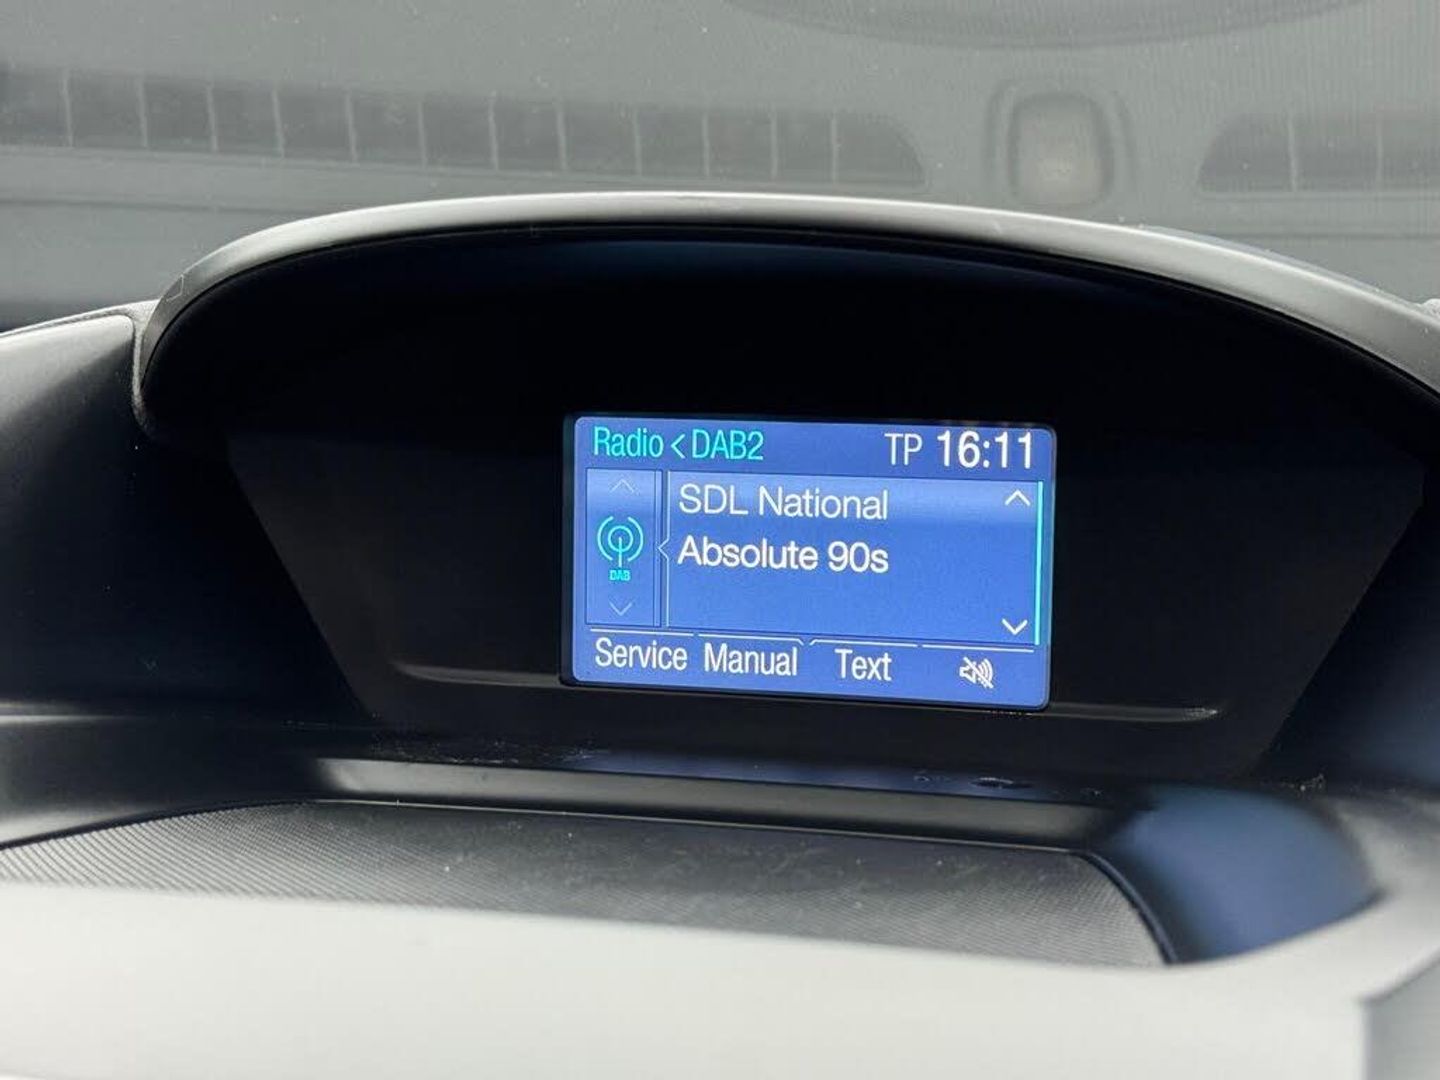 Radio < DAB2 TP 16:11
SDL National
DAB
Absolute 90s
Service Manual Text